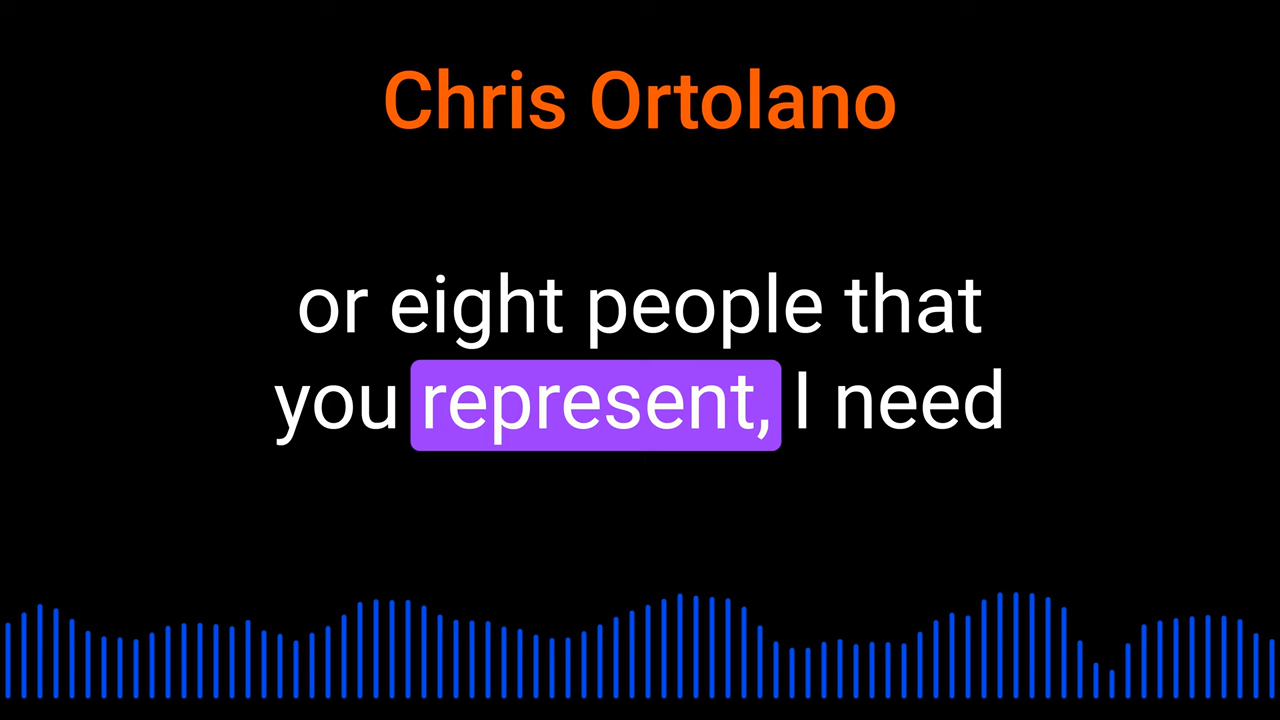 Chris Ortolano
or eight people that
you represent, I need